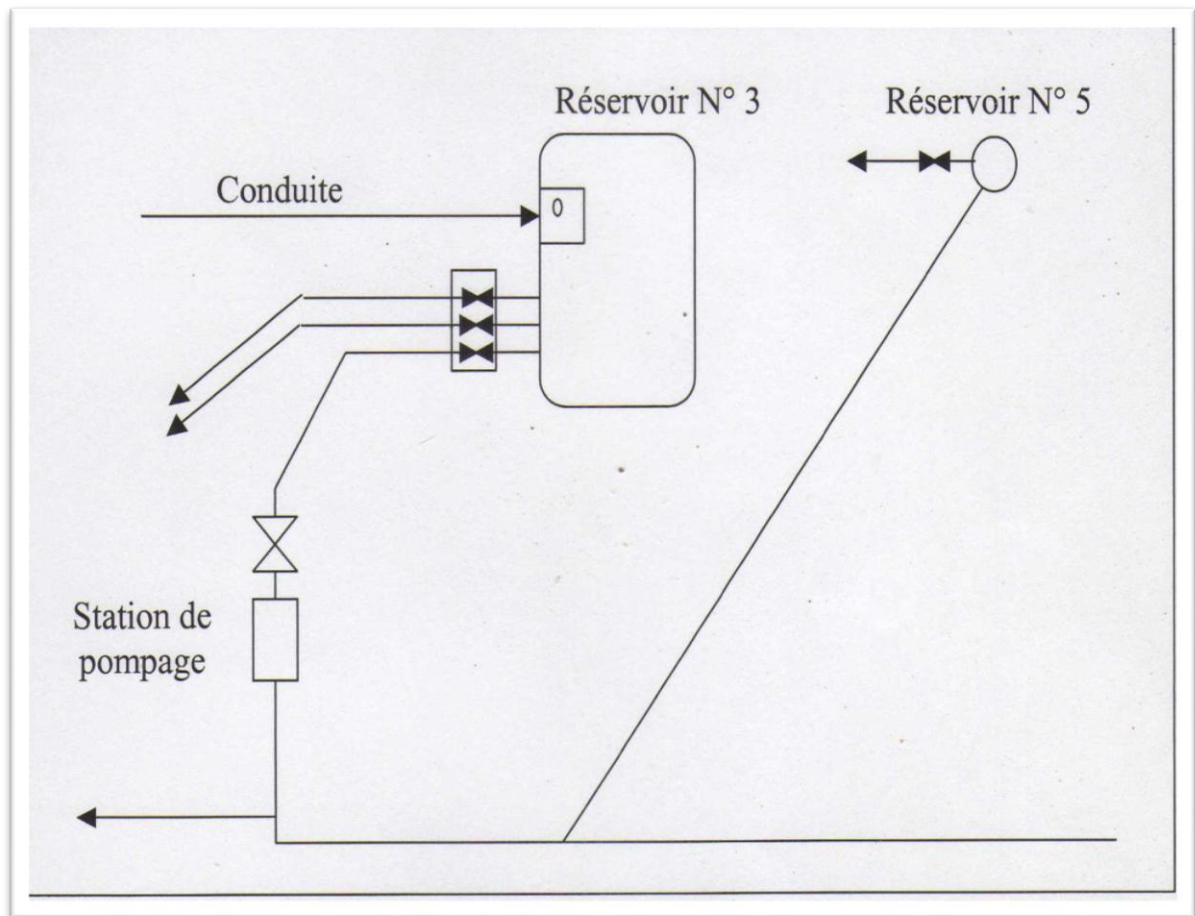 Réservoir N° 3
Réservoir N° 5
Conduite
0
Station de
pompage